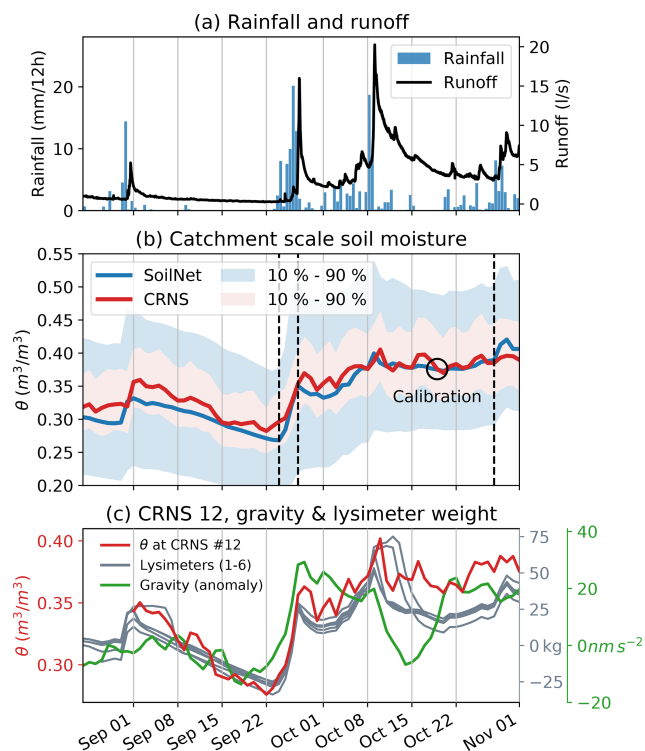 (a) Rainfall and runoff
Rainfall (mm/12h)
20
10
0
Rainfall
Runoff
20
15
10
5
0
Runoff (l/s)
(b) Catchment scale soil moisture
θ (m³/m³)
0.55
0.50
0.45
0.40
0.35
0.30
0.25
0.20
SoilNet
CRNS
10 % - 90 %
10 % - 90 %
Calibration
(c) CRNS 12, gravity & lysimeter weight
θ (m³/m³)
0.40
0.35
0.30
θ at CRNS #12
Lysimeters (1-6)
Gravity (anomaly)
75
50
25
0 kg
−25
40
20
0 nm s⁻²
−20
Sep 01
Sep 08
Sep 15
Sep 22
Oct 01
Oct 08
Oct 15
Oct 22
Nov 01